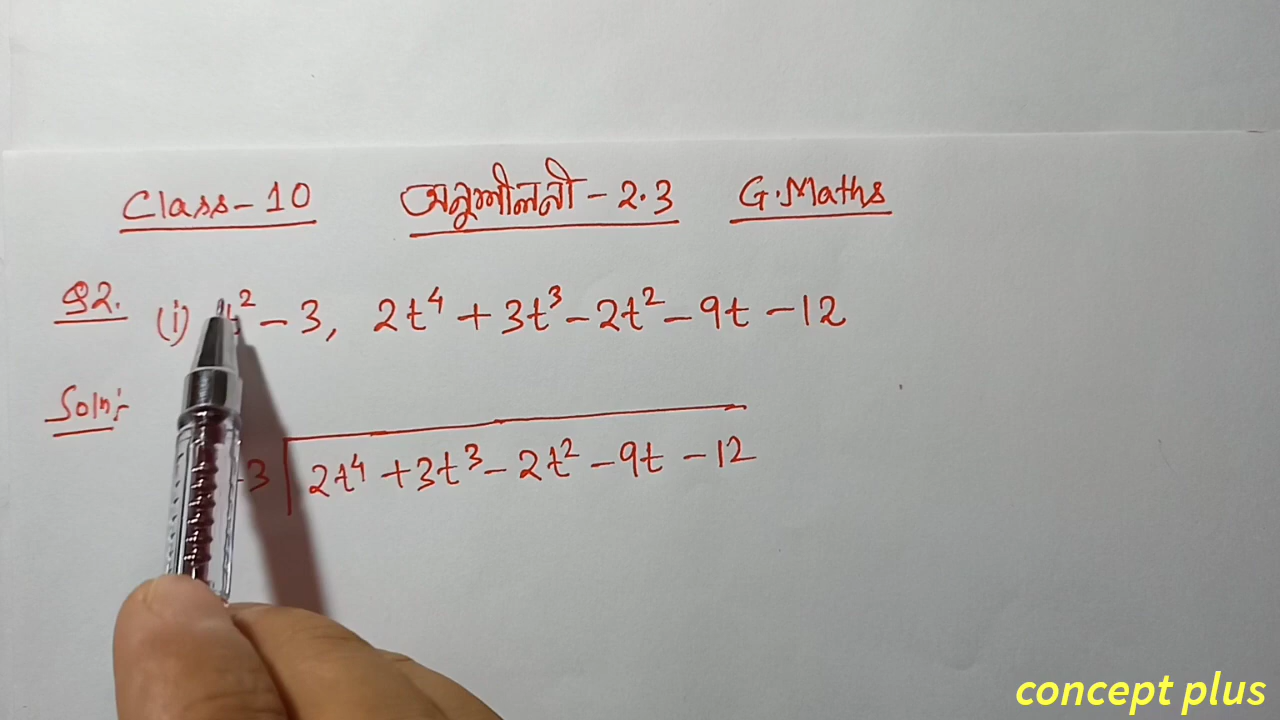 Class-10 অনুশীলনী-2.3 G.Maths
Q2. (i) t² - 3, 2t⁴ + 3t³ - 2t² - 9t - 12
Soln:
-3 2t⁴ + 3t³ - 2t² - 9t - 12
concept plus